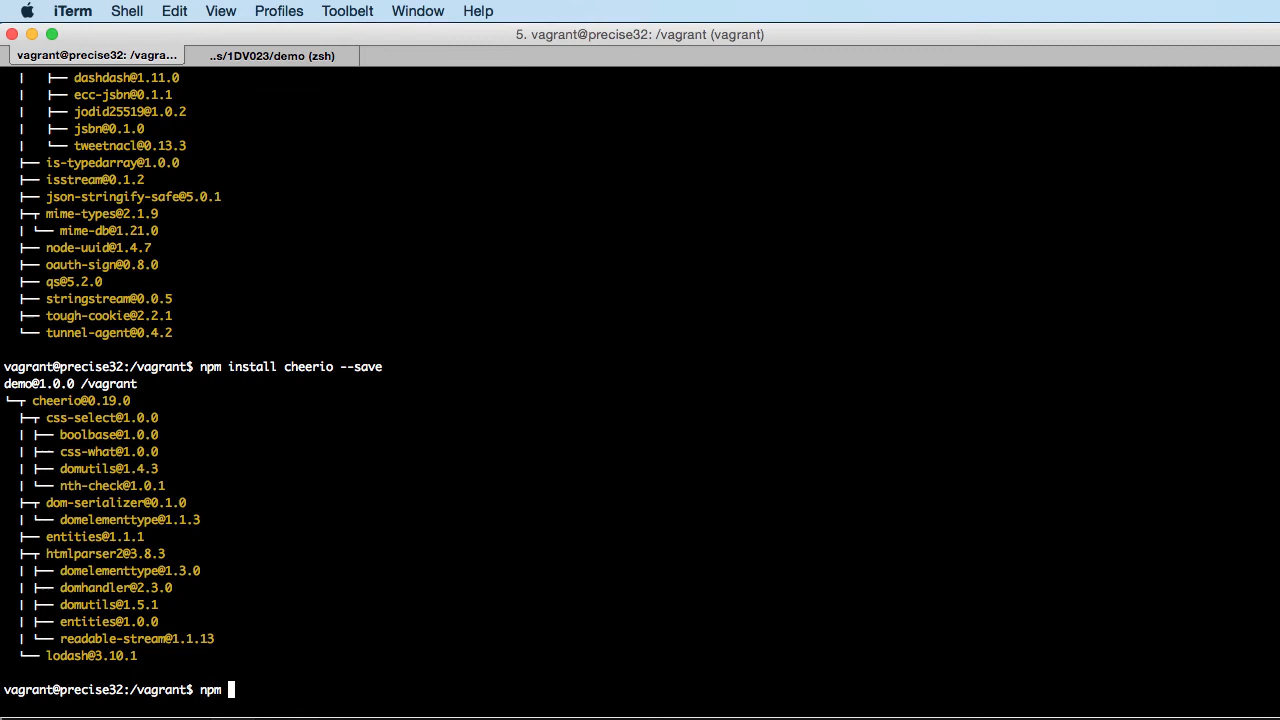 iTerm Shell Edit View Profiles Toolbelt Window Help
5. vagrant@precise32: /vagrant (vagrant)
vagrant@precise32: /vagra... ..s/1DV023/demo (zsh)
| ├── dashdash@1.11.0
| ├── ecc-jsbn@0.1.1
| ├── jodid25519@1.0.2
| ├── jsbn@0.1.0
| └── tweetnacl@0.13.3
├── is-typedarray@1.0.0
├── isstream@0.1.2
├── json-stringify-safe@5.0.1
├─┬ mime-types@2.1.9
| └── mime-db@1.21.0
├── node-uuid@1.4.7
├── oauth-sign@0.8.0
├── qs@5.2.0
├── stringstream@0.0.5
├── tough-cookie@2.2.1
└── tunnel-agent@0.4.2
vagrant@precise32:/vagrant$ npm install cheerio --save
demo@1.0.0 /vagrant
└─┬ cheerio@0.19.0
├─┬ css-select@1.0.0
| ├── boolbase@1.0.0
| ├── css-what@1.0.0
| ├── domutils@1.4.3
| └── nth-check@1.0.1
├─┬ dom-serializer@0.1.0
| └── domelementtype@1.1.3
├── entities@1.1.1
├─┬ htmlparser2@3.8.3
| ├── domelementtype@1.3.0
| ├── domhandler@2.3.0
| ├── domutils@1.5.1
| ├── entities@1.0.0
| └── readable-stream@1.1.13
└── lodash@3.10.1
vagrant@precise32:/vagrant$ npm